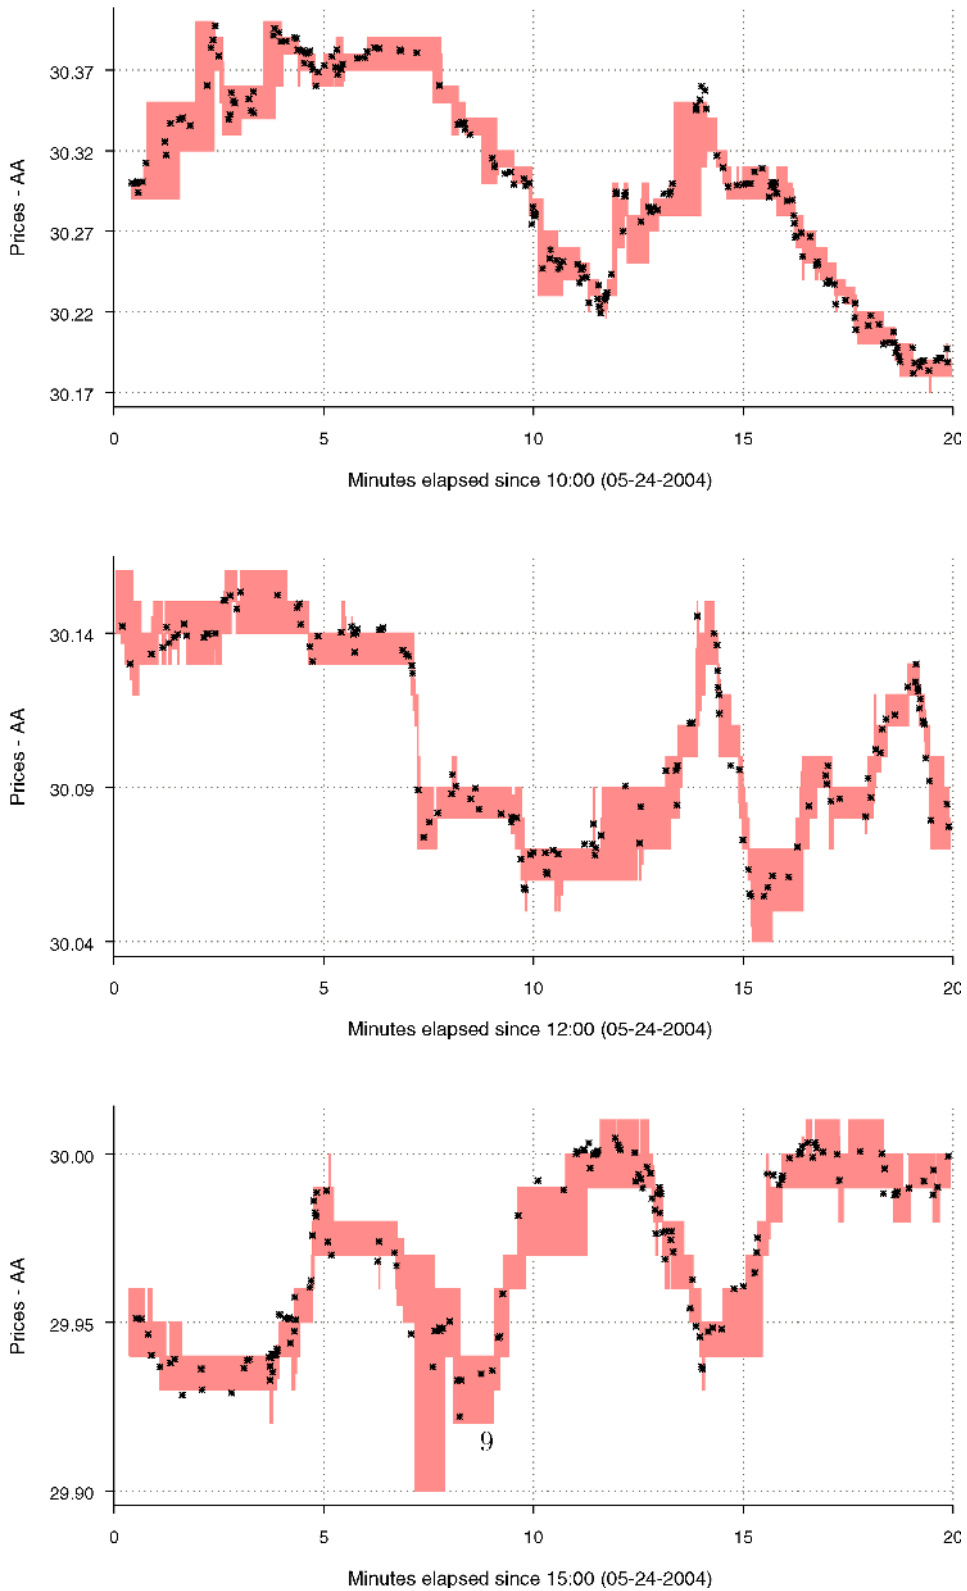 30.37
30.32
30.27
30.22
30.17
Prices - AA
0 5 10 15 20
Minutes elapsed since 10:00 (05-24-2004)
30.14
30.09
30.04
Prices - AA
0 5 10 15 20
Minutes elapsed since 12:00 (05-24-2004)
30.00
29.95
29.90
Prices - AA
9
0 5 10 15 20
Minutes elapsed since 15:00 (05-24-2004)